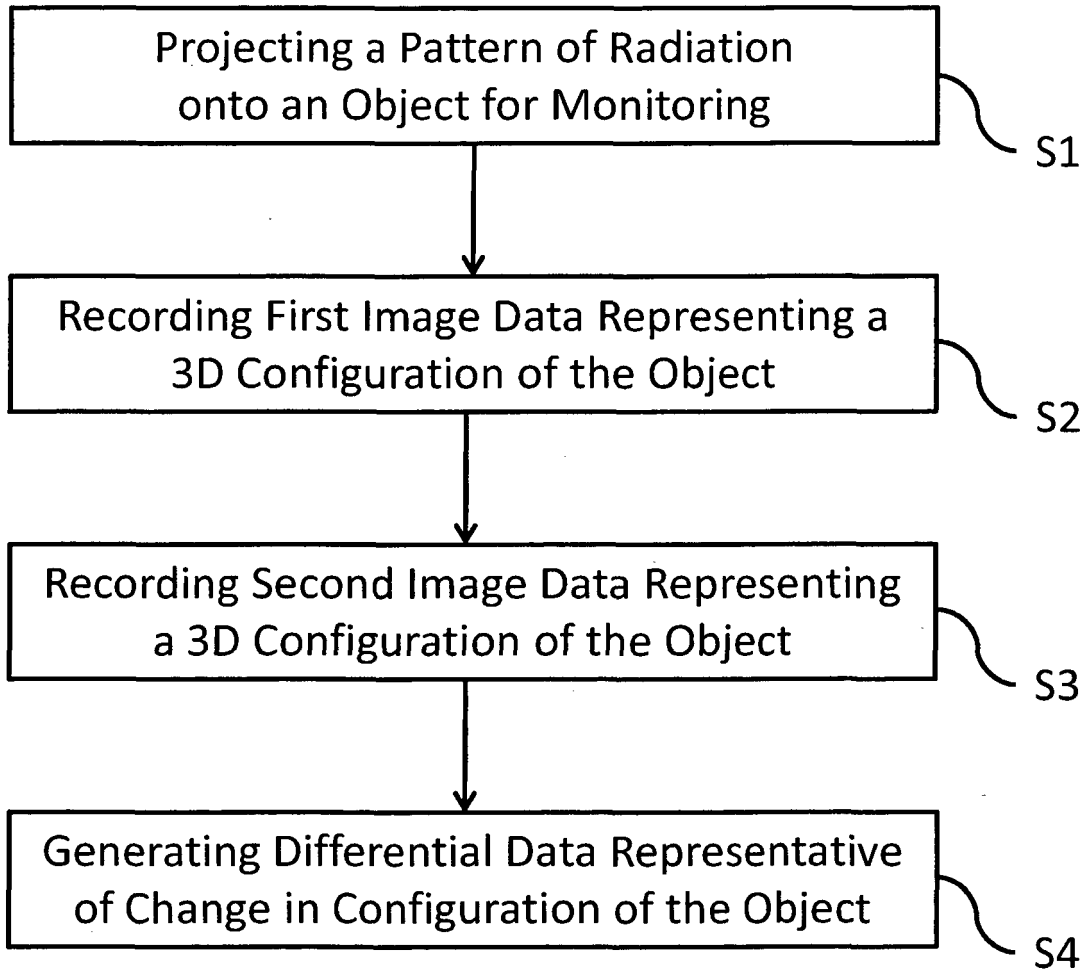 Projecting a Pattern of Radiation
onto an Object for Monitoring
S1
Recording First Image Data Representing a
3D Configuration of the Object
S2
Recording Second Image Data Representing
a 3D Configuration of the Object
S3
Generating Differential Data Representative
of Change in Configuration of the Object
S4